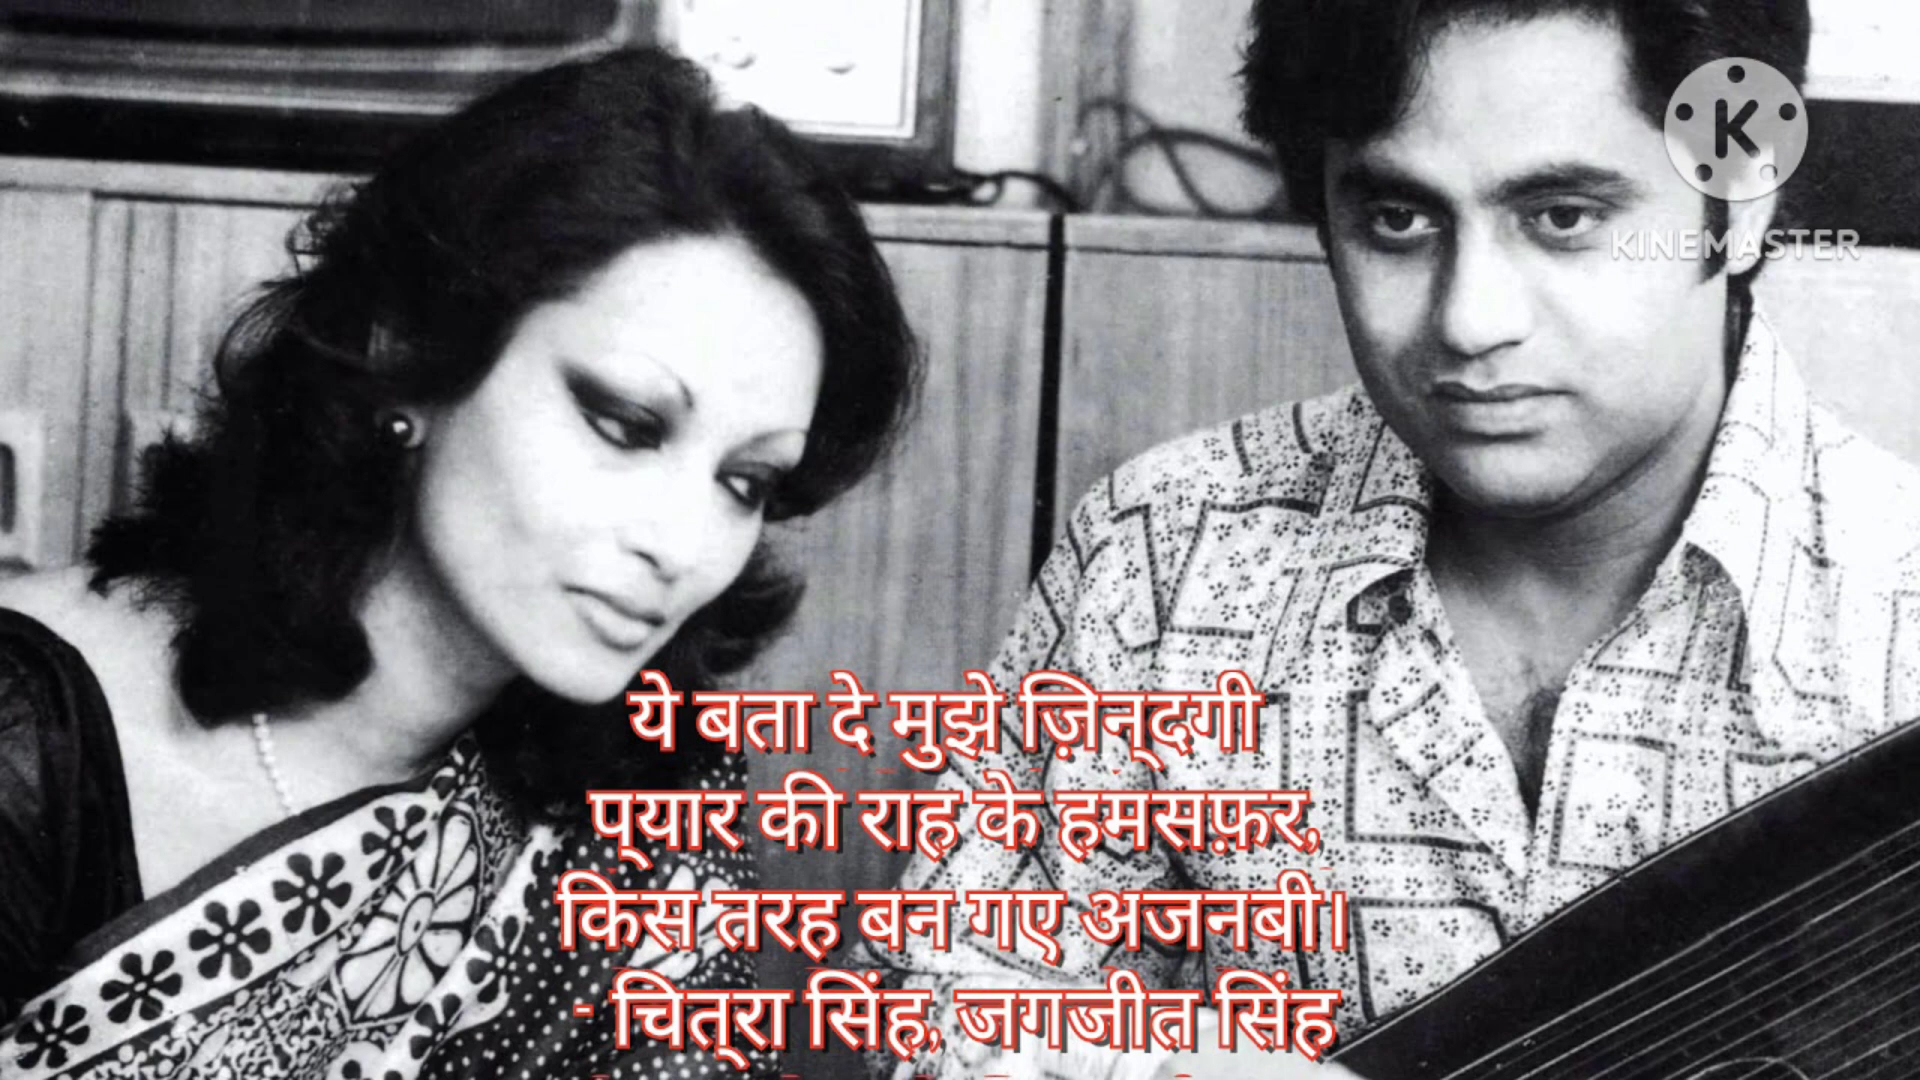 K
KINEMASTER
ये बता दे मुझे ज़िन्दगी
प्यार की राह के हमसफ़र,
किस तरह बन गए अजनबी।
- चित्रा सिंह, जगजीत सिंह